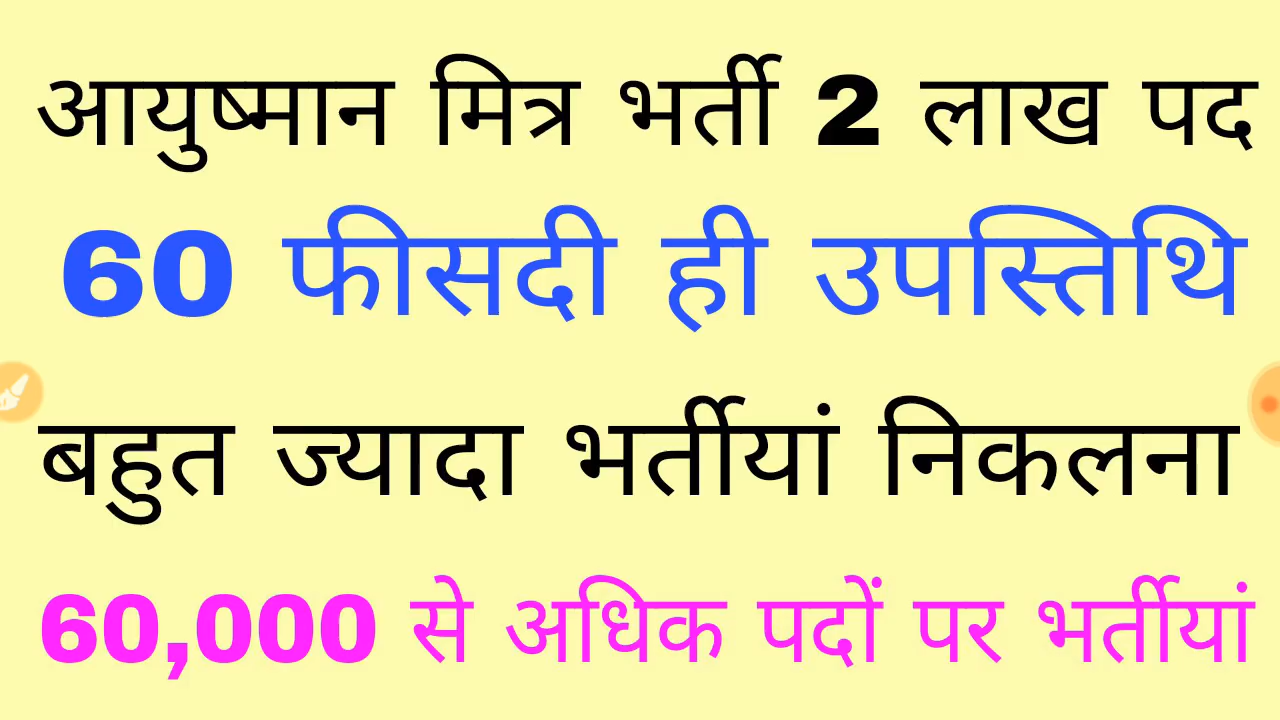 आयुष्मान मित्र भर्ती 2 लाख पद
60 फीसदी ही उपस्तिथि
बहुत ज्यादा भर्तीयां निकलना
60,000 से अधिक पदों पर भर्तीयां